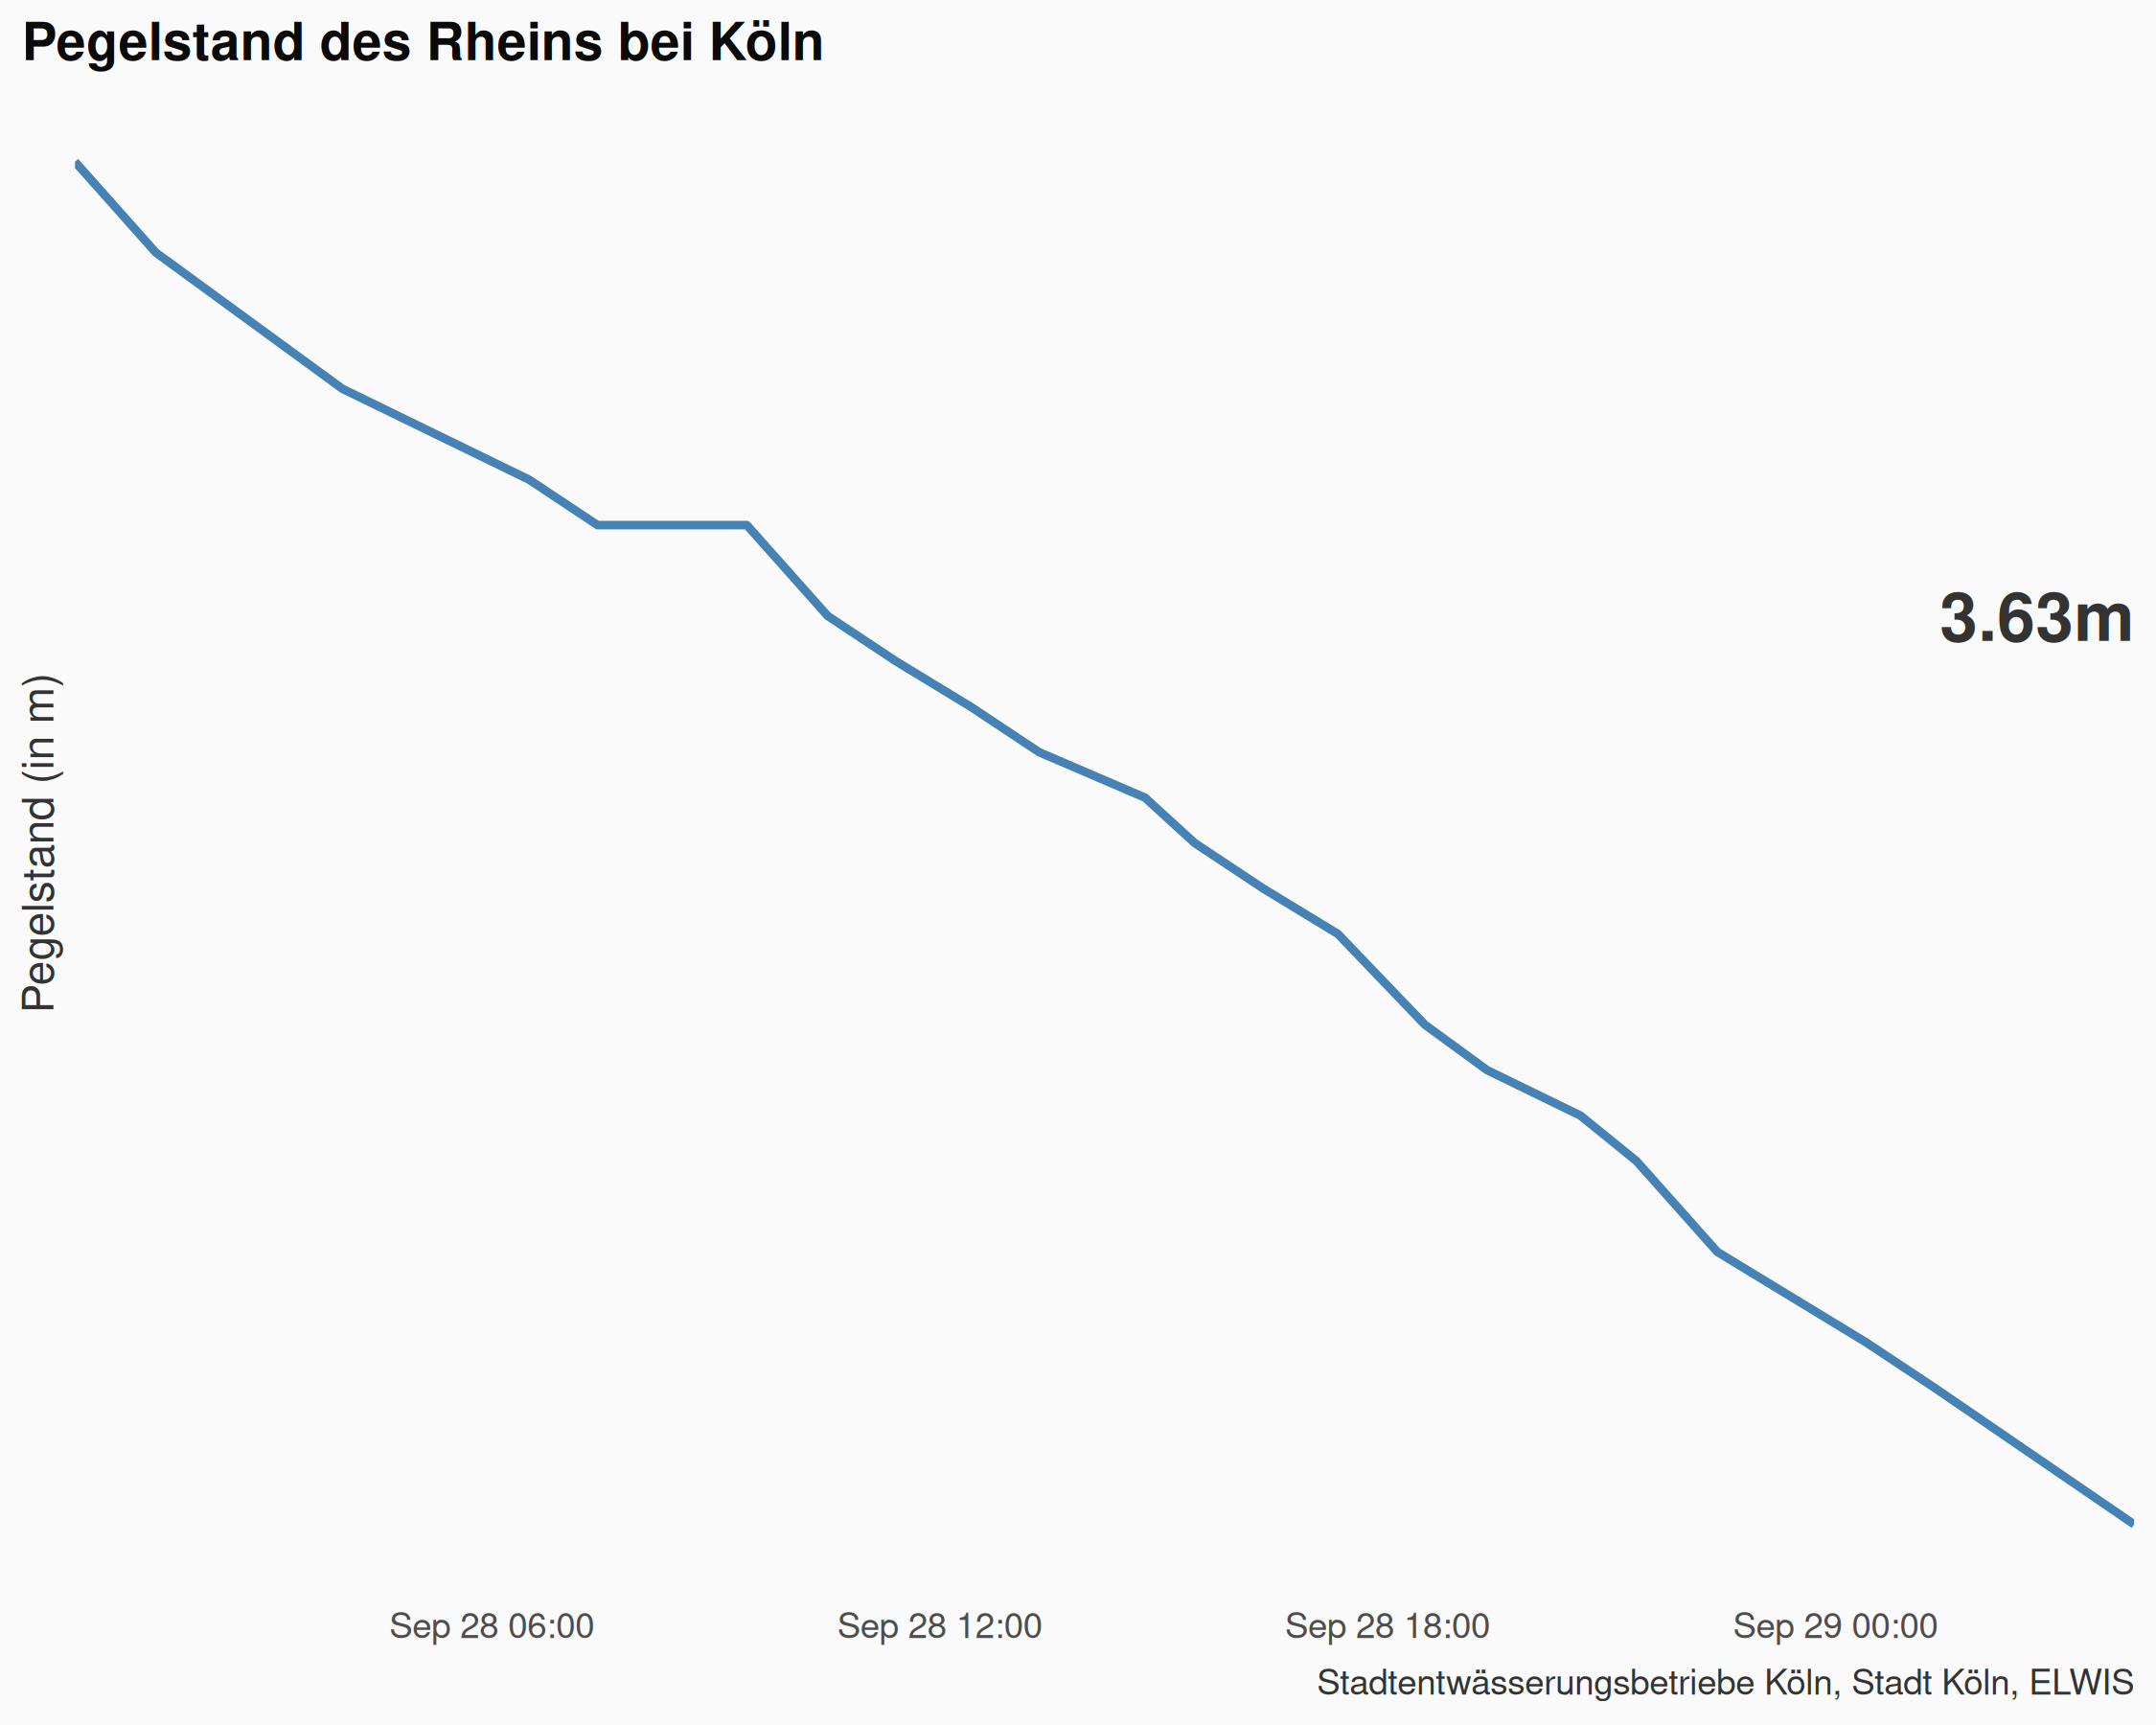 Pegelstand des Rheins bei Köln
3.63m
Pegelstand (in m)
Sep 28 06:00
Sep 28 12:00
Sep 28 18:00
Sep 29 00:00
Stadtentwässerungsbetriebe Köln, Stadt Köln, ELWIS